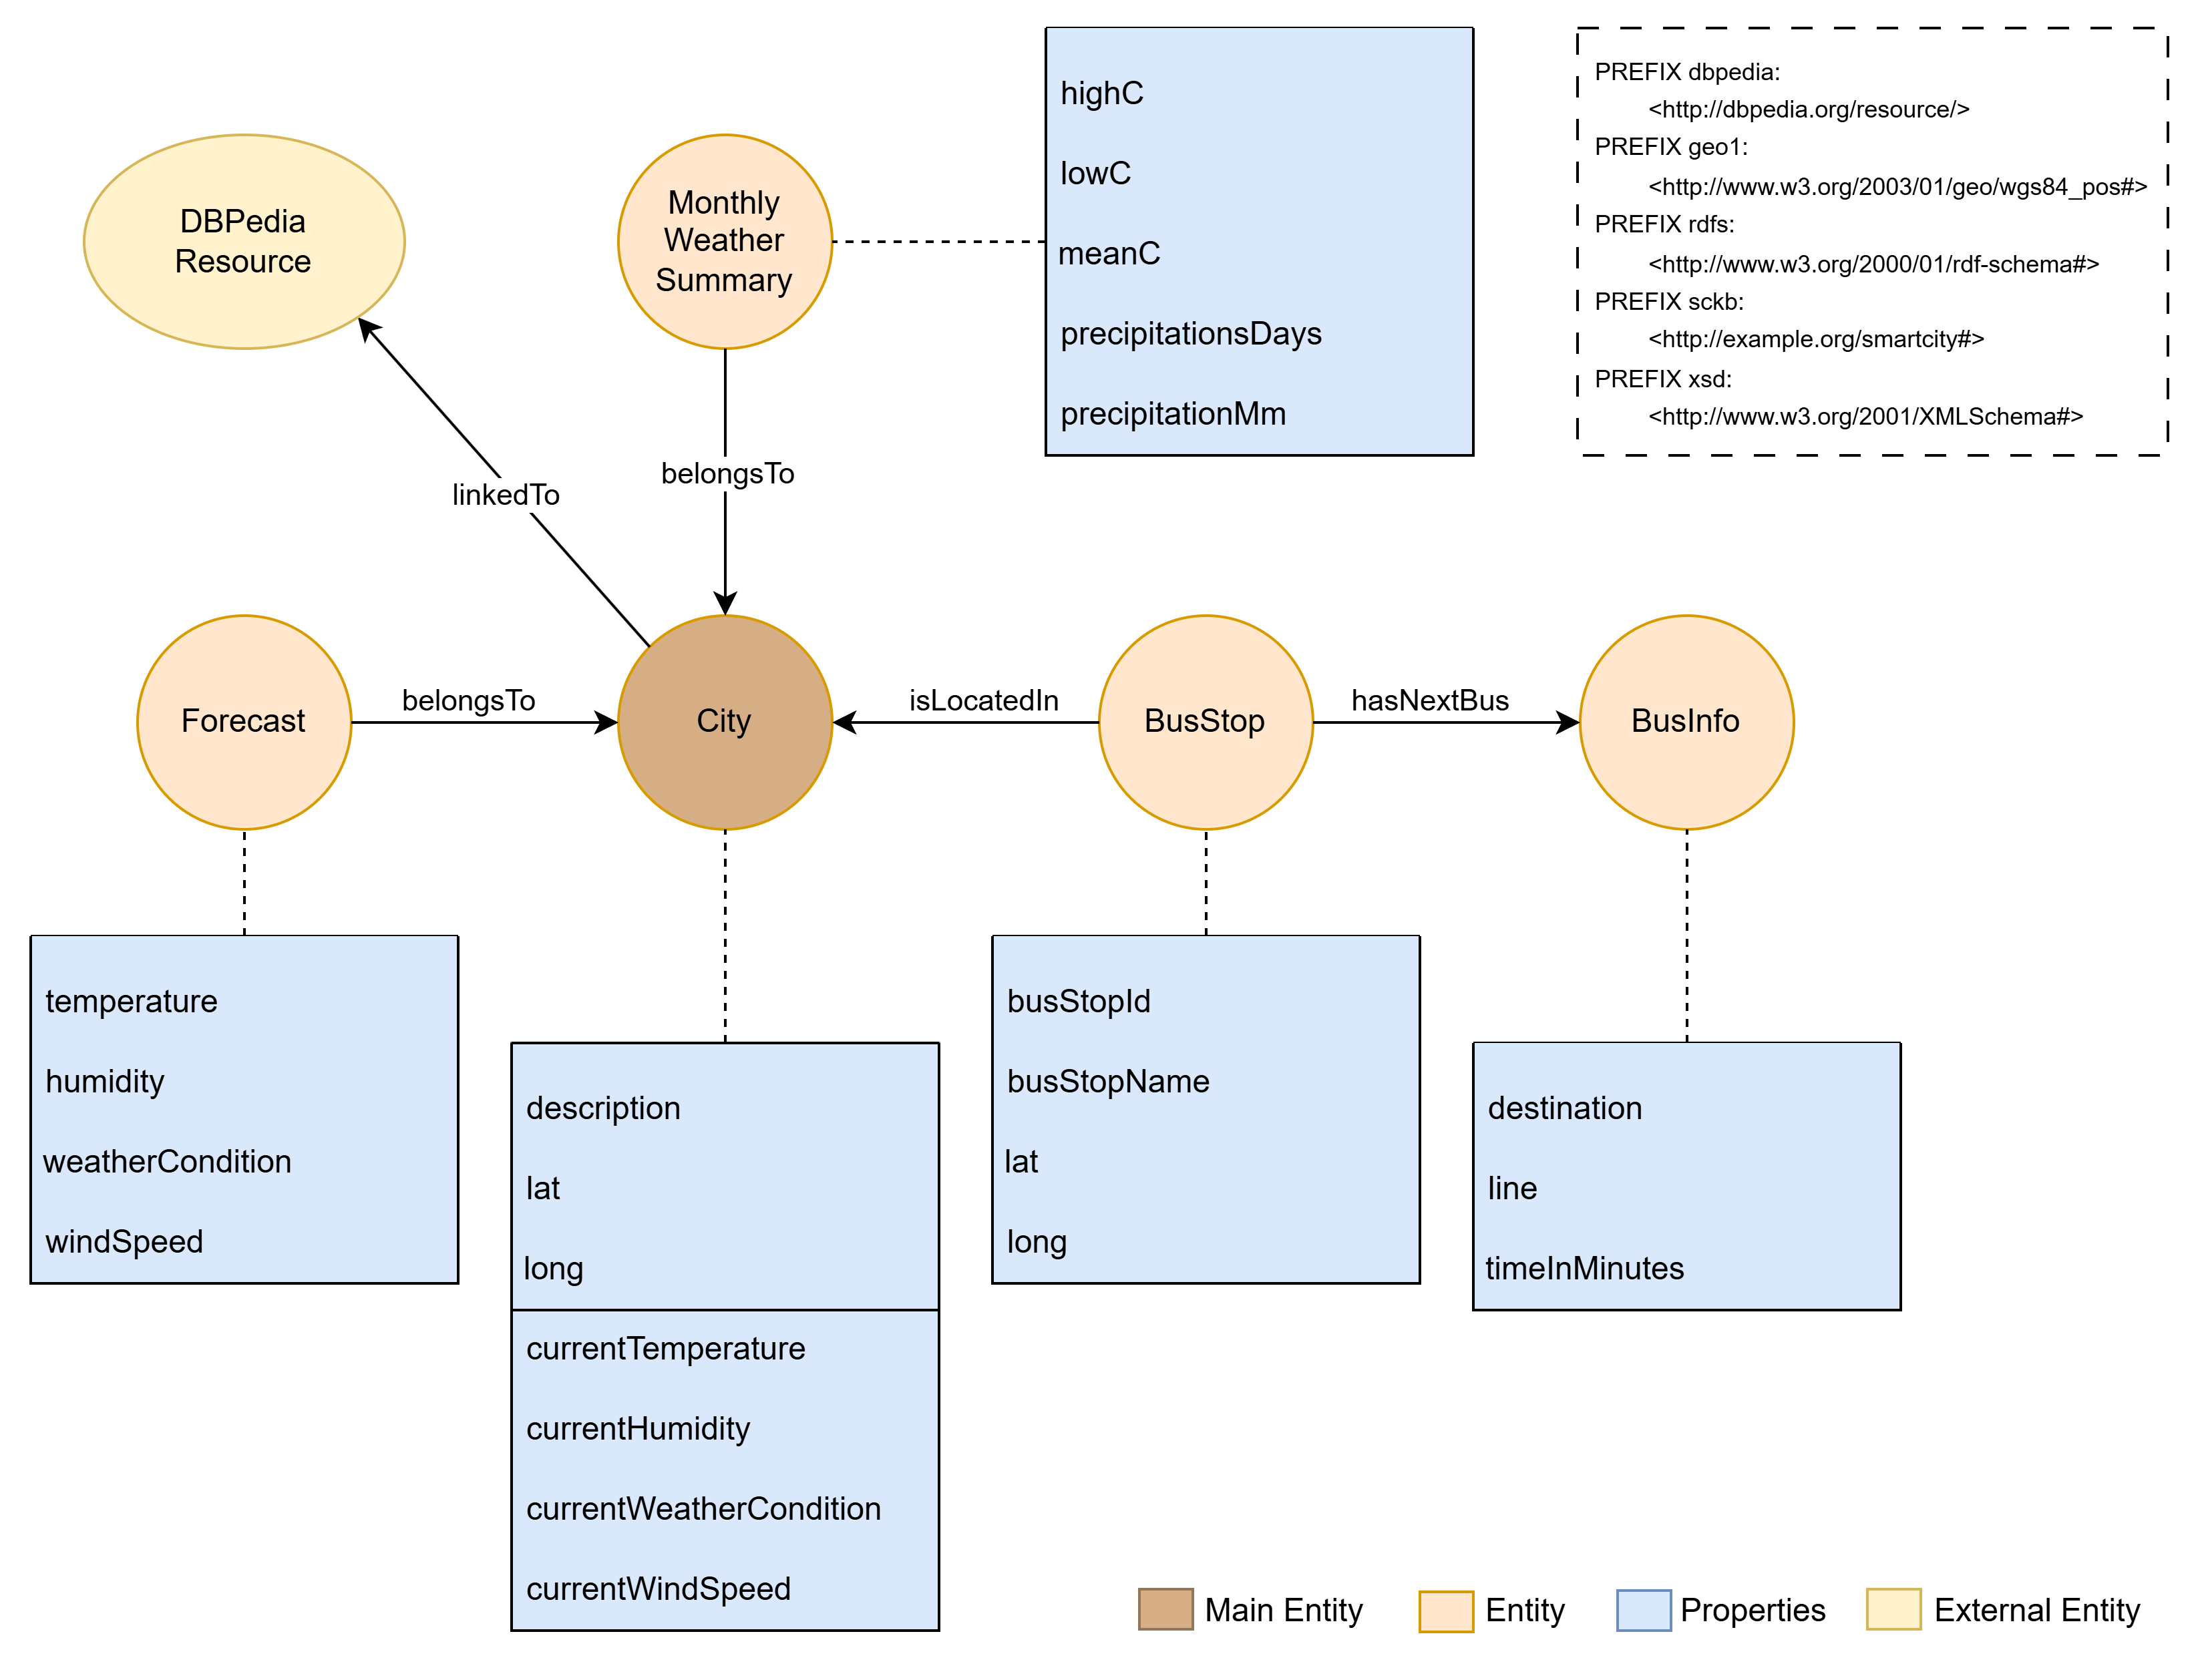 highC
lowC
meanC
precipitationsDays
precipitationMm
PREFIX dbpedia:
<http://dbpedia.org/resource/>
PREFIX geo1:
<http://www.w3.org/2003/01/geo/wgs84_pos#>
PREFIX rdfs:
<http://www.w3.org/2000/01/rdf-schema#>
PREFIX sckb:
<http://example.org/smartcity#>
PREFIX xsd:
<http://www.w3.org/2001/XMLSchema#>
DBPedia
Resource
Monthly
Weather
Summary
linkedTo
belongsTo
Forecast
belongsTo
City
isLocatedIn
BusStop
hasNextBus
BusInfo
temperature
humidity
weatherCondition
windSpeed
description
lat
long
currentTemperature
currentHumidity
currentWeatherCondition
currentWindSpeed
busStopId
busStopName
lat
long
destination
line
timeInMinutes
Main Entity
Entity
Properties
External Entity